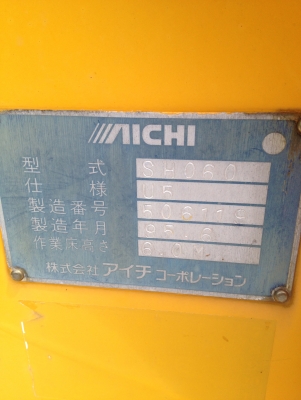 AICHI
型式 SH060
仕様 U5
製造番号
製造年月
作業床高さ
株式会社 アイチ コーポレーション